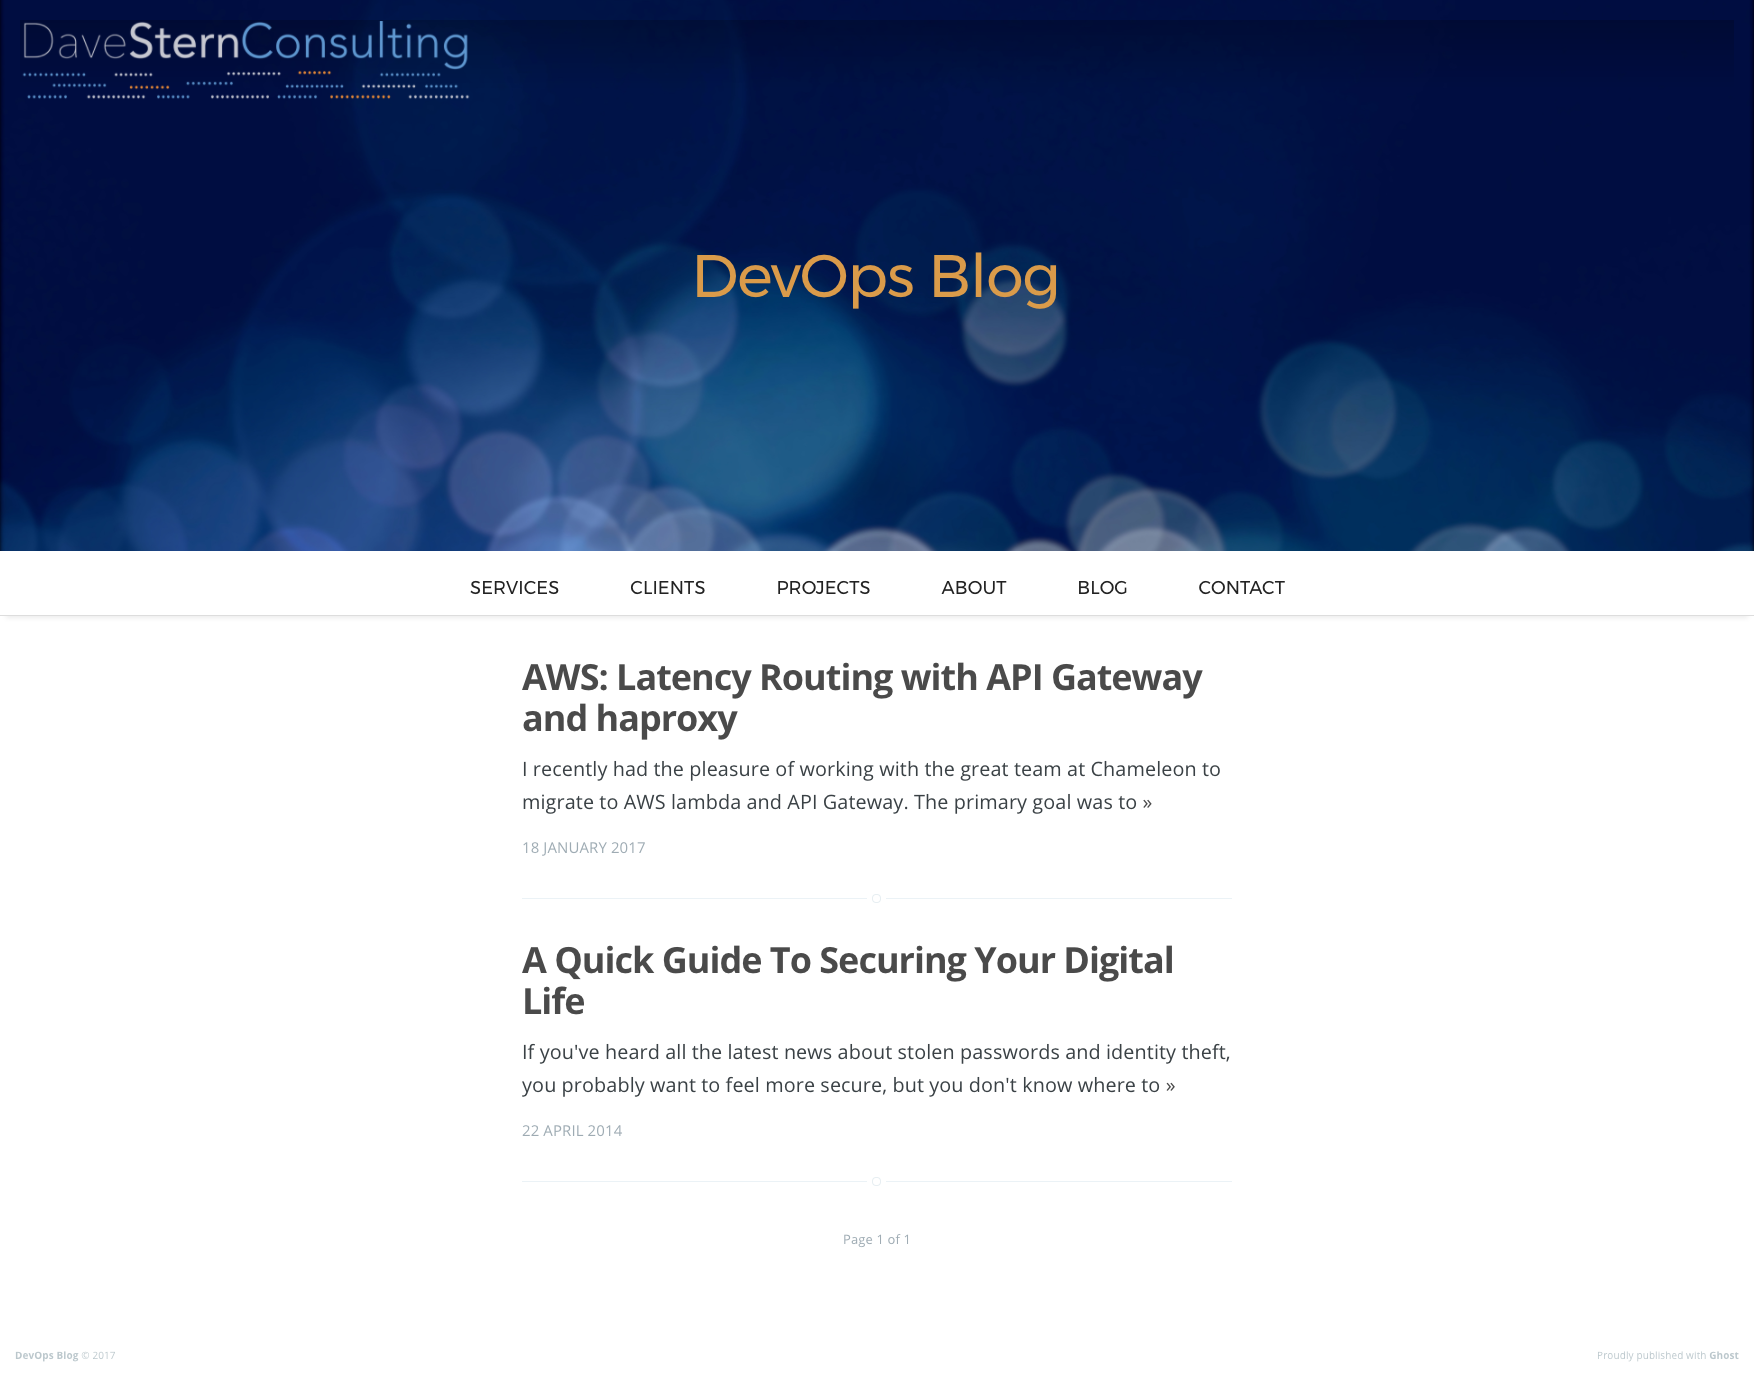 DaveSternConsulting
DevOps Blog
SERVICES CLIENTS PROJECTS ABOUT BLOG CONTACT
AWS: Latency Routing with API Gateway
and haproxy
I recently had the pleasure of working with the great team at Chameleon to
migrate to AWS lambda and API Gateway. The primary goal was to »
18 JANUARY 2017
A Quick Guide To Securing Your Digital
Life
If you've heard all the latest news about stolen passwords and identity theft,
you probably want to feel more secure, but you don't know where to »
22 APRIL 2014
Page 1 of 1
DevOps Blog © 2017
Proudly published with Ghost